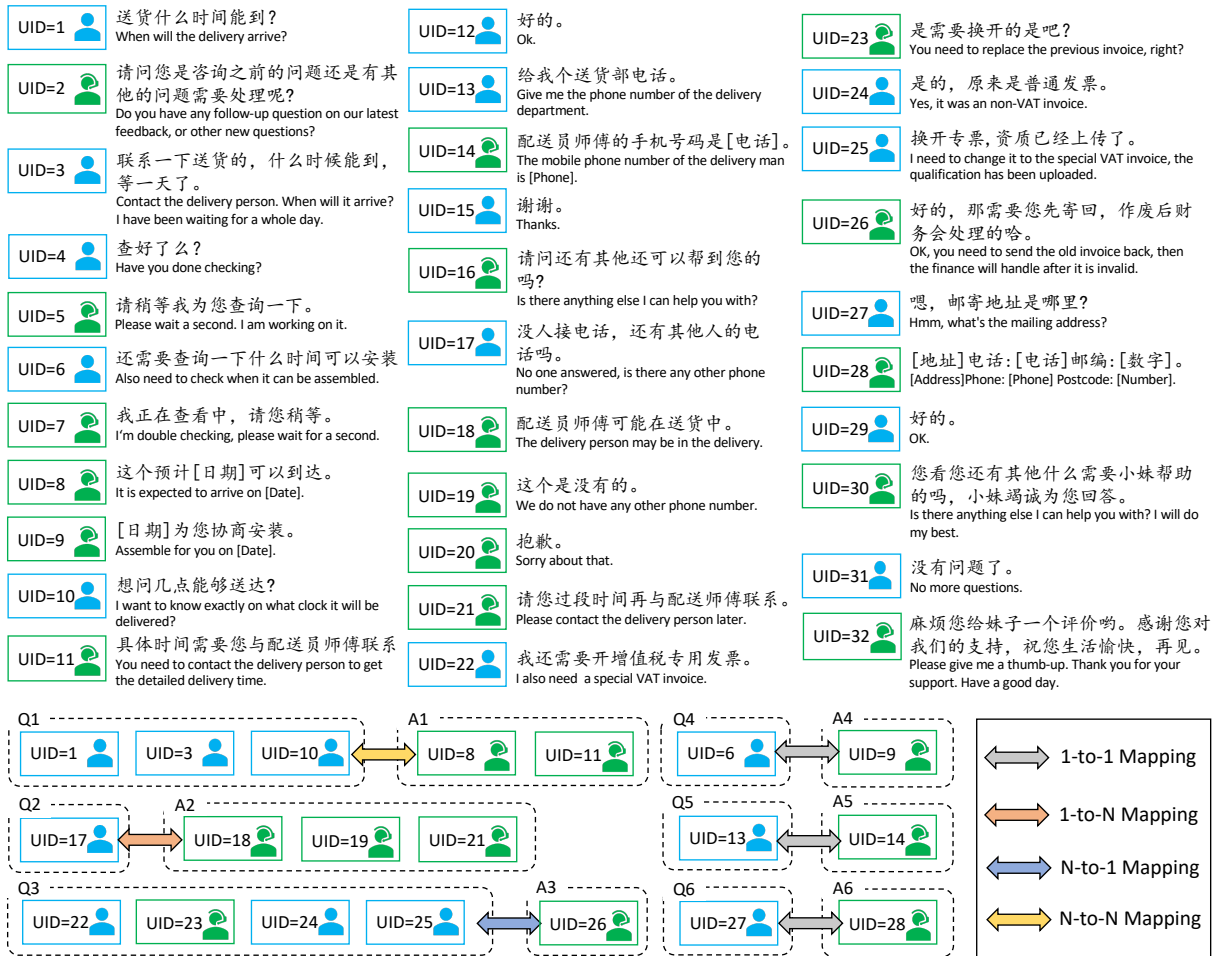 UID=1
送货什么时间能到?
When will the delivery arrive?
UID=2
请问您是咨询之前的问题还是有其
他的问题需要处理呢?
Do you have any follow-up question on our latest
feedback, or other new questions?
UID=3
联系一下送货的，什么时候能到，
等一天了。
Contact the delivery person. When will it arrive?
I have been waiting for a whole day.
UID=4
查好了么?
Have you done checking?
UID=5
请稍等我为您查询一下。
Please wait a second. I am working on it.
UID=6
还需要查询一下什么时间可以安装
Also need to check when it can be assembled.
UID=7
我正在查看中，请您稍等。
I'm double checking, please wait for a second.
UID=8
这个预计[日期]可以到达。
It is expected to arrive on [Date].
UID=9
[日期]为您协商安装。
Assemble for you on [Date].
UID=10
想问几点能够送达?
I want to know exactly on what clock it will be
delivered?
UID=11
具体时间需要您与配送员师傅联系
You need to contact the delivery person to get
the detailed delivery time.
UID=12
好的。
Ok.
UID=13
给我个送货部电话。
Give me the phone number of the delivery
department.
UID=14
配送员师傅的手机号码是[电话]。
The mobile phone number of the delivery man
is [Phone].
UID=15
谢谢。
Thanks.
UID=16
请问还有其他还可以帮到您的
吗?
Is there anything else I can help you with?
UID=17
没人接电话，还有其他人的电
话吗。
No one answered, is there any other phone
number?
UID=18
配送员师傅可能在送货中。
The delivery person may be in the delivery.
UID=19
这个是没有的。
We do not have any other phone number.
UID=20
抱歉。
Sorry about that.
UID=21
请您过段时间再与配送师傅联系。
Please contact the delivery person later.
UID=22
我还需要开增值税专用发票。
I also need a special VAT invoice.
UID=23
是需要换开的是吧?
You need to replace the previous invoice, right?
UID=24
是的，原来是普通发票。
Yes, it was an non-VAT invoice.
UID=25
换开专票,资质已经上传了。
I need to change it to the special VAT invoice, the
qualification has been uploaded.
UID=26
好的，那需要您先寄回，作废后财
务会处理的哈。
OK, you need to send the old invoice back, then
the finance will handle after it is invalid.
UID=27
嗯，邮寄地址是哪里?
Hmm, what's the mailing address?
UID=28
[地址]电话:[电话]邮编:[数字]。
[Address]Phone: [Phone] Postcode: [Number].
UID=29
好的。
OK.
UID=30
您看您还有其他什么需要小妹帮助
的吗，小妹竭诚为您回答。
Is there anything else I can help you with? I will do
my best.
UID=31
没有问题了。
No more questions.
UID=32
麻烦您给妹子一个评价哟。感谢您对
我们的支持，祝您生活愉快，再见。
Please give me a thumb-up. Thank you for your
support. Have a good day.
Q1 A1 Q4 A4
UID=1 UID=3 UID=10 UID=8 UID=11 UID=6 UID=9
Q2 A2 Q5 A5
UID=17 UID=18 UID=19 UID=21 UID=13 UID=14
Q3 A3 Q6 A6
UID=22 UID=23 UID=24 UID=25 UID=26 UID=27 UID=28
1-to-1 Mapping
1-to-N Mapping
N-to-1 Mapping
N-to-N Mapping